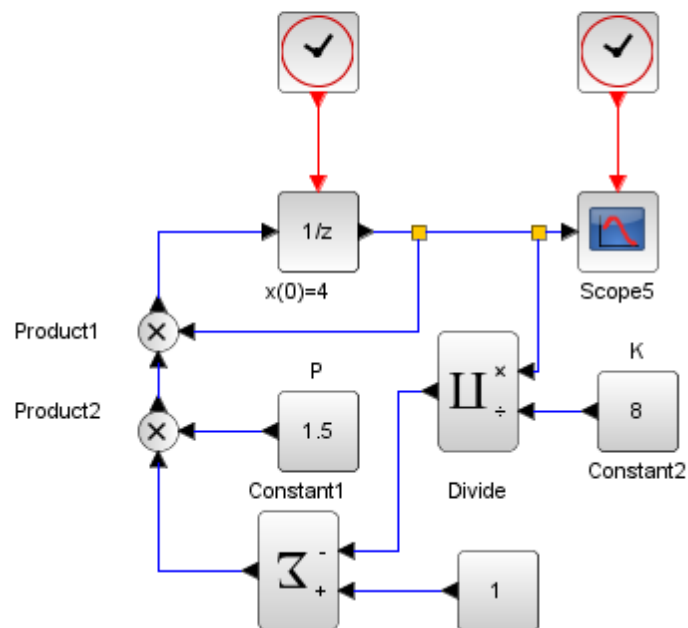 1/z
x(0)=4
Scope5
Product1
P
K
×
÷
8
Product2
1.5
Constant1
Divide
Constant2
Σ
-
+
1